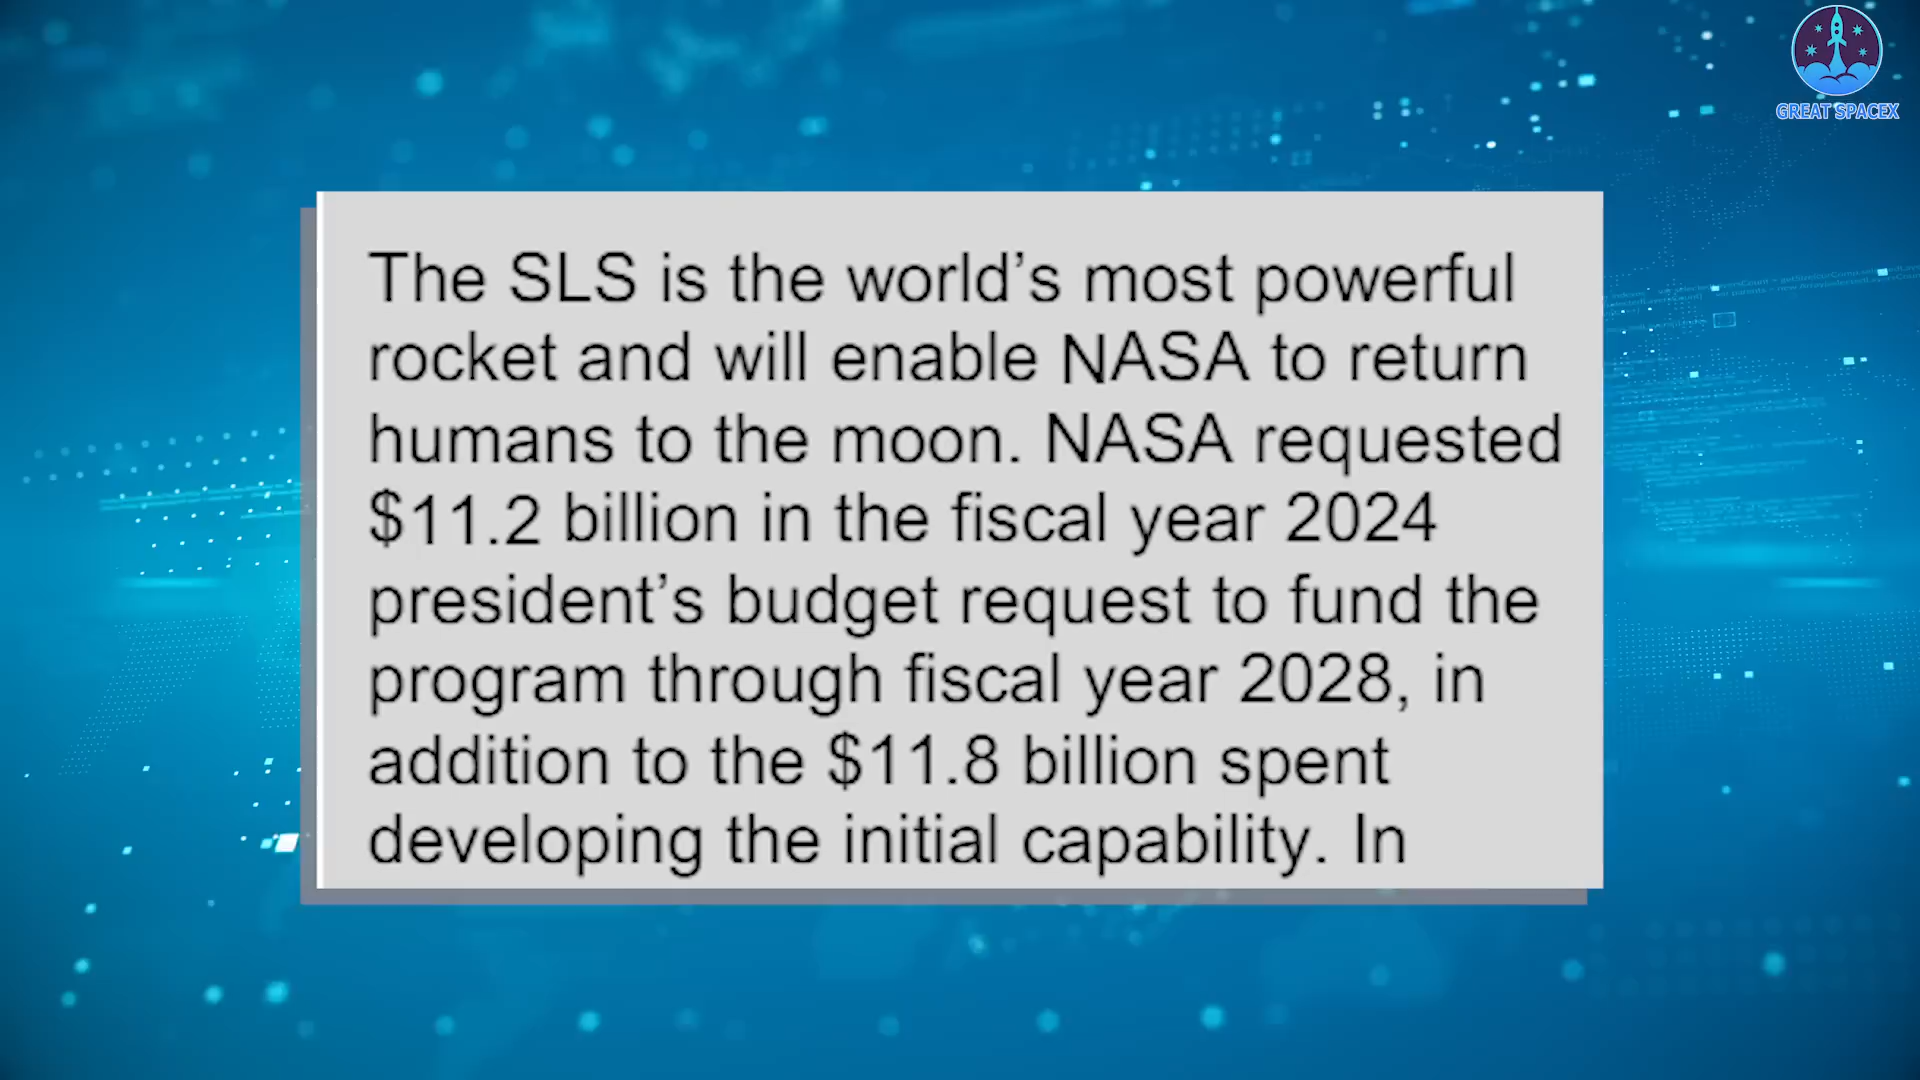 GREAT SPACEX
The SLS is the world’s most powerful
rocket and will enable NASA to return
humans to the moon. NASA requested
$11.2 billion in the fiscal year 2024
president’s budget request to fund the
program through fiscal year 2028, in
addition to the $11.8 billion spent
developing the initial capability. In